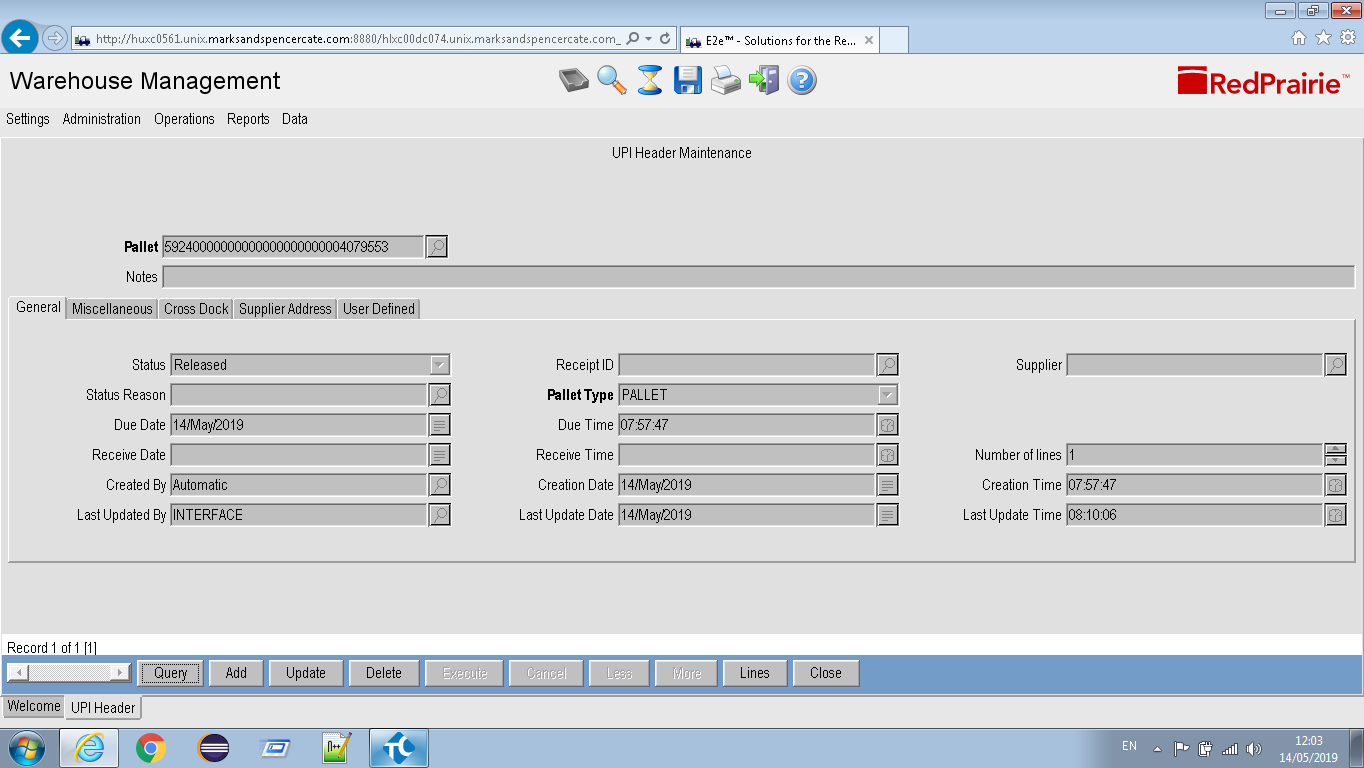 http://huxc0561.unix.marksandspencercate.com:8880/hlxc00dc074.unix.marksandspencercate.com_
E2e™ - Solutions for the Re...
Warehouse Management
RedPrairie™
Settings Administration Operations Reports Data
UPI Header Maintenance
Notes
General Miscellaneous Cross Dock Supplier Address User Defined
Status Released Receipt ID Supplier
Status Reason Pallet Type PALLET
Due Date 14/May/2019 Due Time 07:57:47
Receive Date Receive Time Number of lines 1
Created By Automatic Creation Date 14/May/2019 Creation Time 07:57:47
Last Updated By INTERFACE Last Update Date 14/May/2019 Last Update Time 08:10:06
Record 1 of 1 [1]
Query Add Update Delete Execute Cancel Less More Lines Close
Welcome UPI Header
EN 12:03
14/05/2019